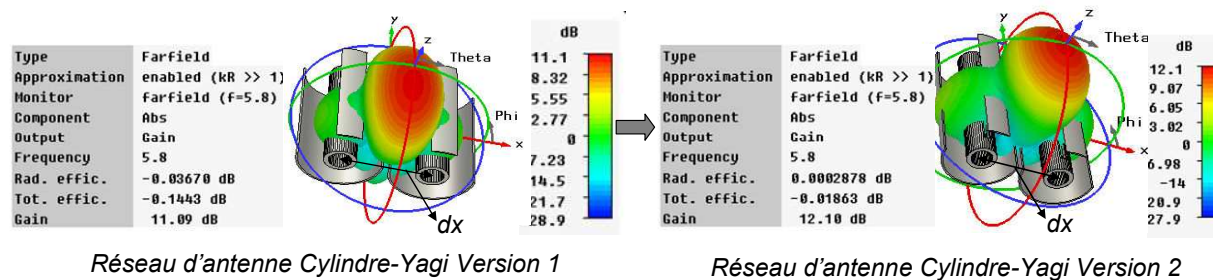 Type Farfield
Approximation enabled (kR >> 1)
Monitor farfield (f=5.8)
Component Abs
Output Gain
Frequency 5.8
Rad. effic. -0.03670 dB
Tot. effic. -0.1443 dB
Gain 11.09 dB
y
z
Theta
Phi
x
dx
dB
11.1
8.32
5.55
2.77
0
7.23
14.5
21.7
28.9
Réseau d'antenne Cylindre-Yagi Version 1
Type Farfield
Approximation enabled (kR >> 1)
Monitor farfield (f=5.8)
Component Abs
Output Gain
Frequency 5.8
Rad. effic. 0.0002878 dB
Tot. effic. -0.01863 dB
Gain 12.10 dB
y
z
Theta
Phi
x
dx
dB
12.1
9.07
6.05
3.02
0
6.98
-14
20.9
27.9
Réseau d'antenne Cylindre-Yagi Version 2